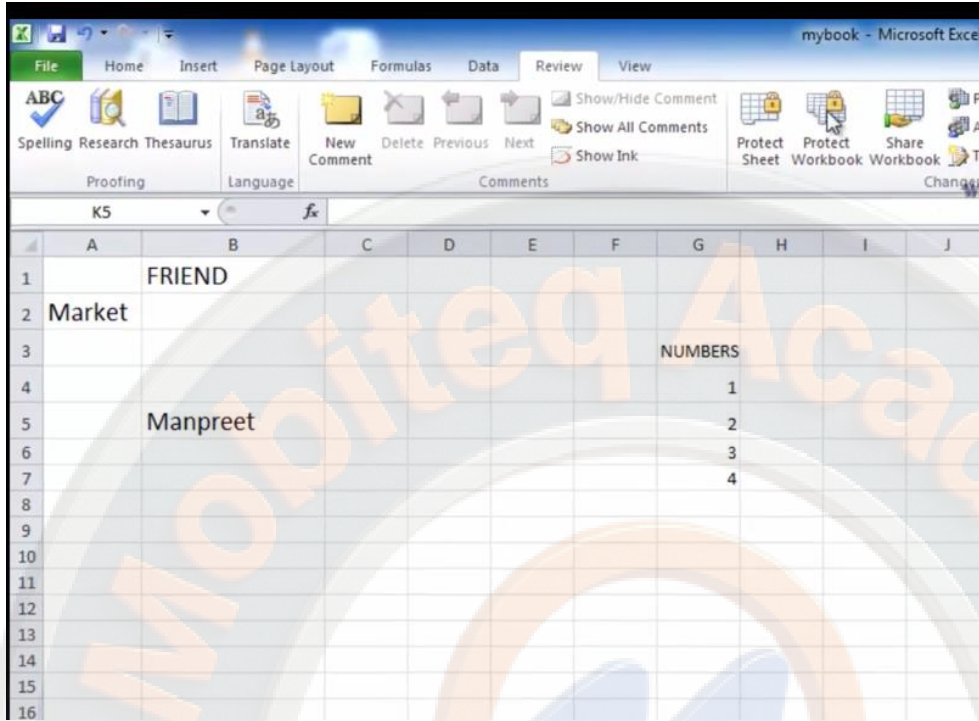 mybook - Microsoft Exce
File Home Insert Page Layout Formulas Data Review View
ABC
Spelling Research Thesaurus Translate New Comment Delete Previous Next Show/Hide Comment
Show All Comments
Show Ink
Protect Sheet Protect Workbook Share Workbook
Proofing Language Comments Changes
K5 fx
A B C D E F G H I J
1 FRIEND
2 Market
3 NUMBERS
4 1
5 Manpreet 2
6 3
7 4
8
9
10
11
12
13
14
15
16
Mobiteq Acad